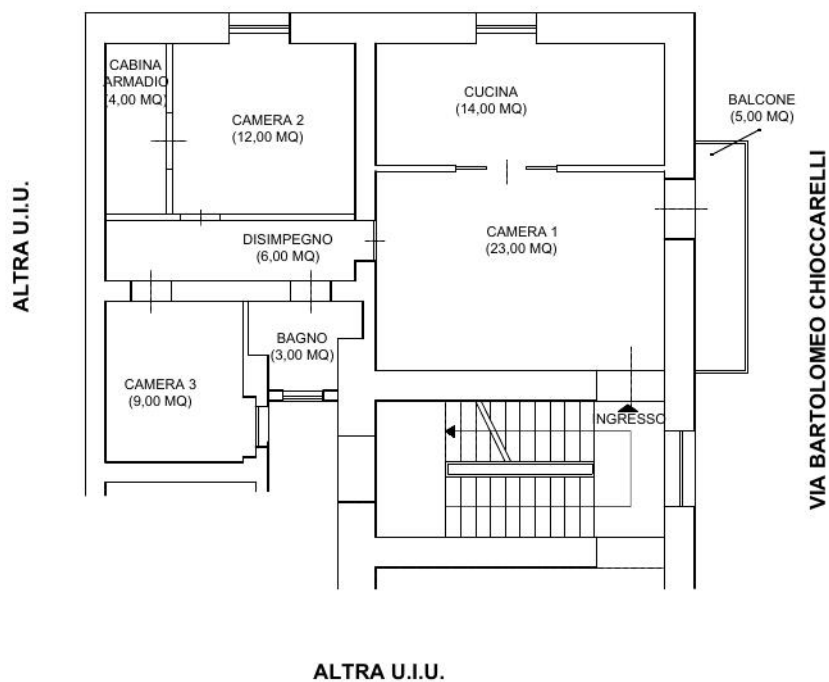 CABINA
ARMADIO
(4,00 MQ)
CAMERA 2
(12,00 MQ)
CUCINA
(14,00 MQ)
BALCONE
(5,00 MQ)
ALTRA U.I.U.
DISIMPEGNO
(6,00 MQ)
CAMERA 1
(23,00 MQ)
VIA BARTOLOMEO CHIOCCARELLI
BAGNO
(3,00 MQ)
CAMERA 3
(9,00 MQ)
INGRESSO
ALTRA U.I.U.